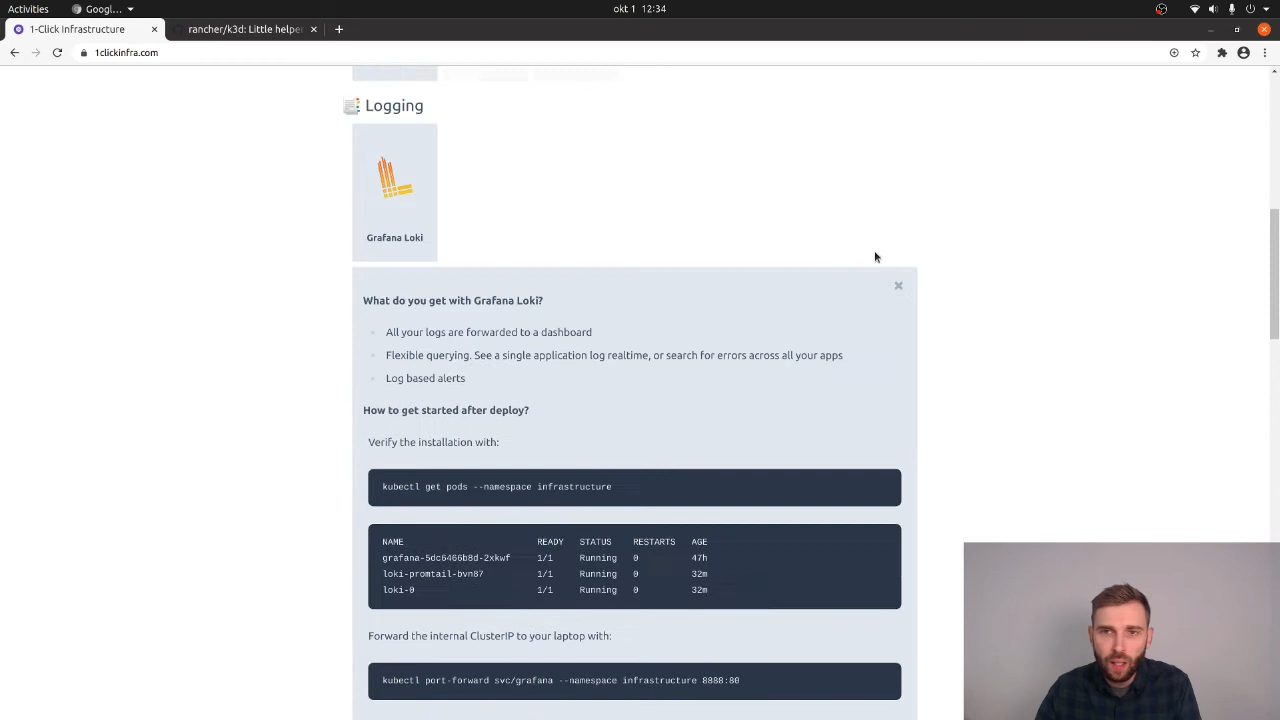 Activities
Googl...
okt 1 12:34
1-Click Infrastructure
rancher/k3d: Little helper
1clickinfra.com
Logging
Grafana Loki
What do you get with Grafana Loki?
All your logs are forwarded to a dashboard
Flexible querying. See a single application log realtime, or search for errors across all your apps
Log based alerts
How to get started after deploy?
Verify the installation with:
kubectl get pods --namespace infrastructure
NAME READY STATUS RESTARTS AGE
grafana-5dc6466b8d-2xkwf 1/1 Running 0 47h
loki-promtail-bvn87 1/1 Running 0 32m
loki-0 1/1 Running 0 32m
Forward the internal ClusterIP to your laptop with:
kubectl port-forward svc/grafana --namespace infrastructure 8888:80